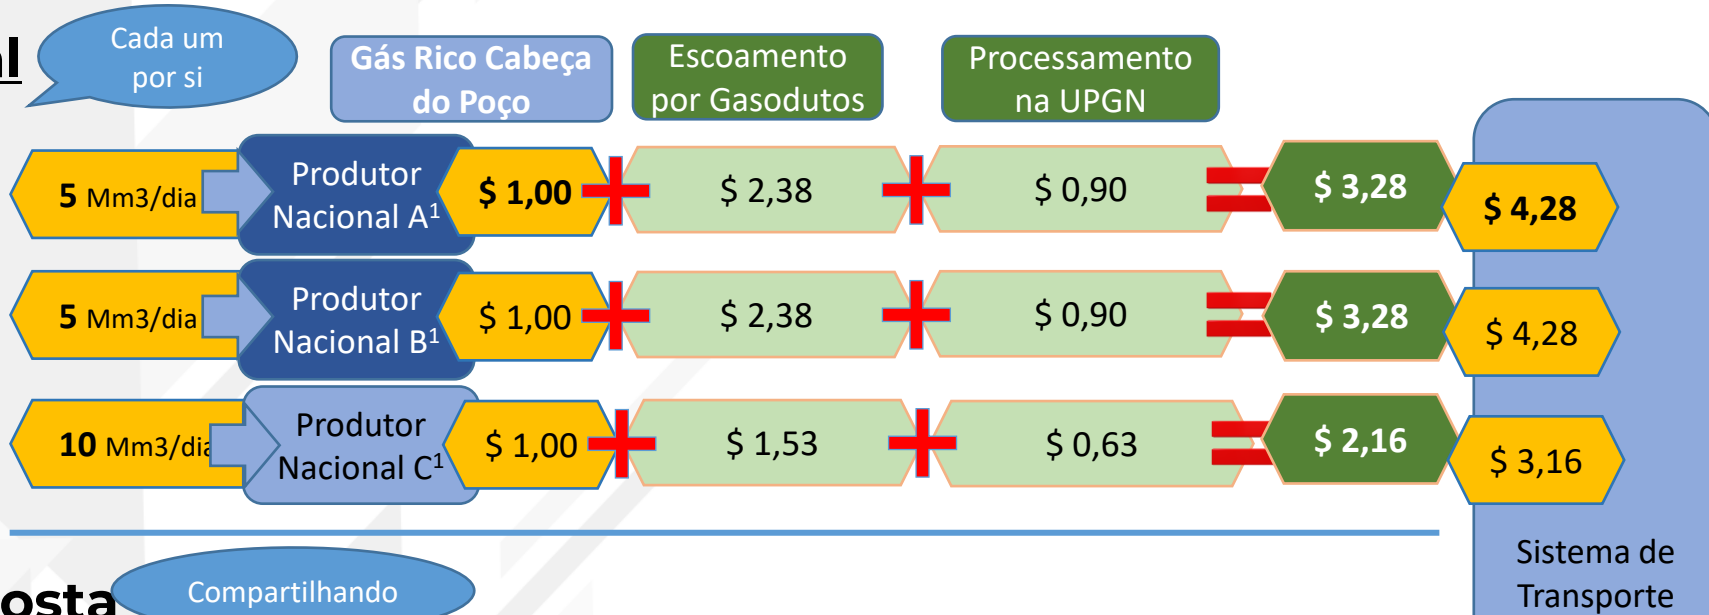 Cada um
por si
Gás Rico Cabeça
do Poço
Escoamento
por Gasodutos
Processamento
na UPGN
5 Mm3/dia
Produtor
Nacional A¹
$ 1,00
$ 2,38
$ 0,90
$ 3,28
$ 4,28
5 Mm3/dia
Produtor
Nacional B¹
$ 1,00
$ 2,38
$ 0,90
$ 3,28
$ 4,28
10 Mm3/dia
Produtor
Nacional C¹
$ 1,00
$ 1,53
$ 0,63
$ 2,16
$ 3,16
Sistema de
Transporte
Compartilhando